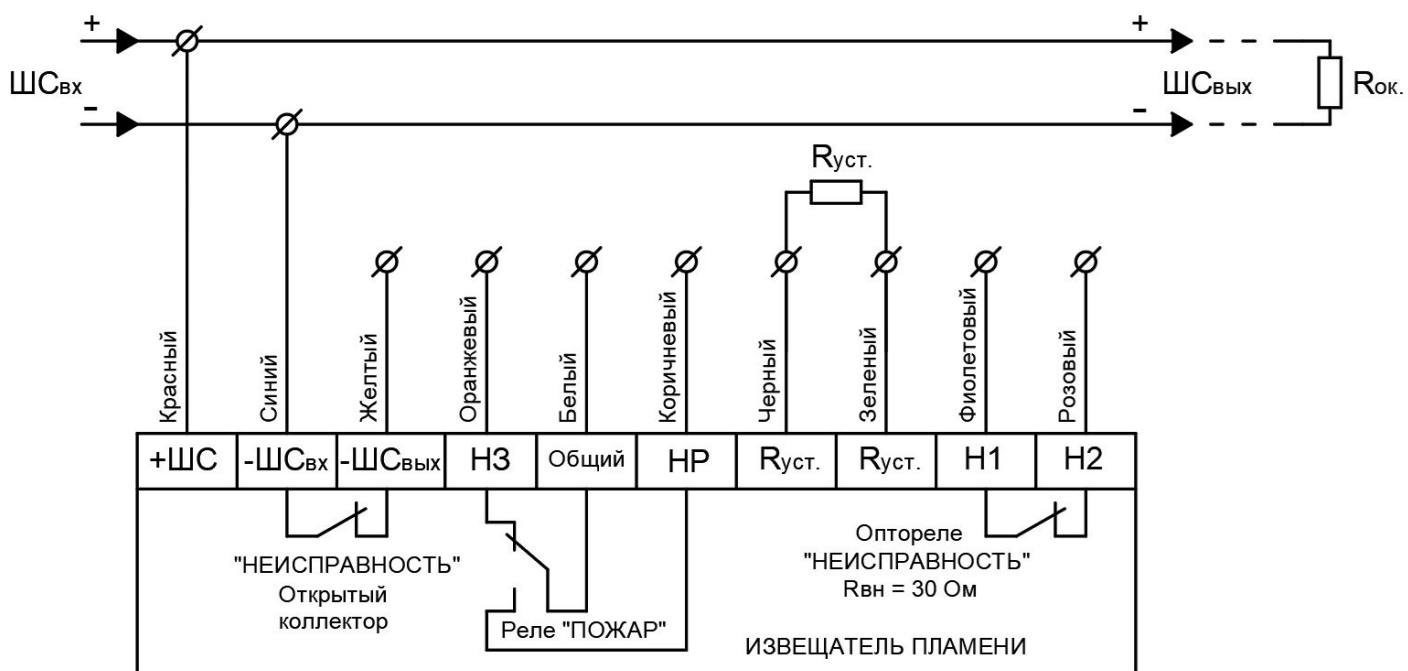 + +
ШСвх ШСвых Rок.
- -
Rуст.
Красный
Синий
Желтый
Оранжевый
Белый
Коричневый
Черный
Зеленый
Фиолетовый
Розовый
+ШС -ШСвх -ШСвых НЗ Общий НР Rуст. Rуст. Н1 Н2
"НЕИСПРАВНОСТЬ"
Открытый
коллектор
Реле "ПОЖАР"
Оптореле
"НЕИСПРАВНОСТЬ"
Rвн = 30 Ом
ИЗВЕЩАТЕЛЬ ПЛАМЕНИ